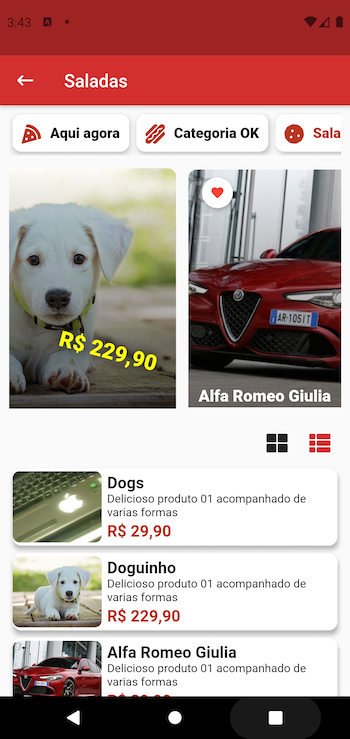 3:43
Saladas
Aqui agora
Categoria OK
Sala
R$ 229,90
AR·105IT
Alfa Romeo Giulia
Dogs
Delicioso produto 01 acompanhado de
varias formas
R$ 29,90
Doguinho
Delicioso produto 01 acompanhado de
varias formas
R$ 229,90
Alfa Romeo Giulia
Delicioso produto 01 acompanhado de
varias formas